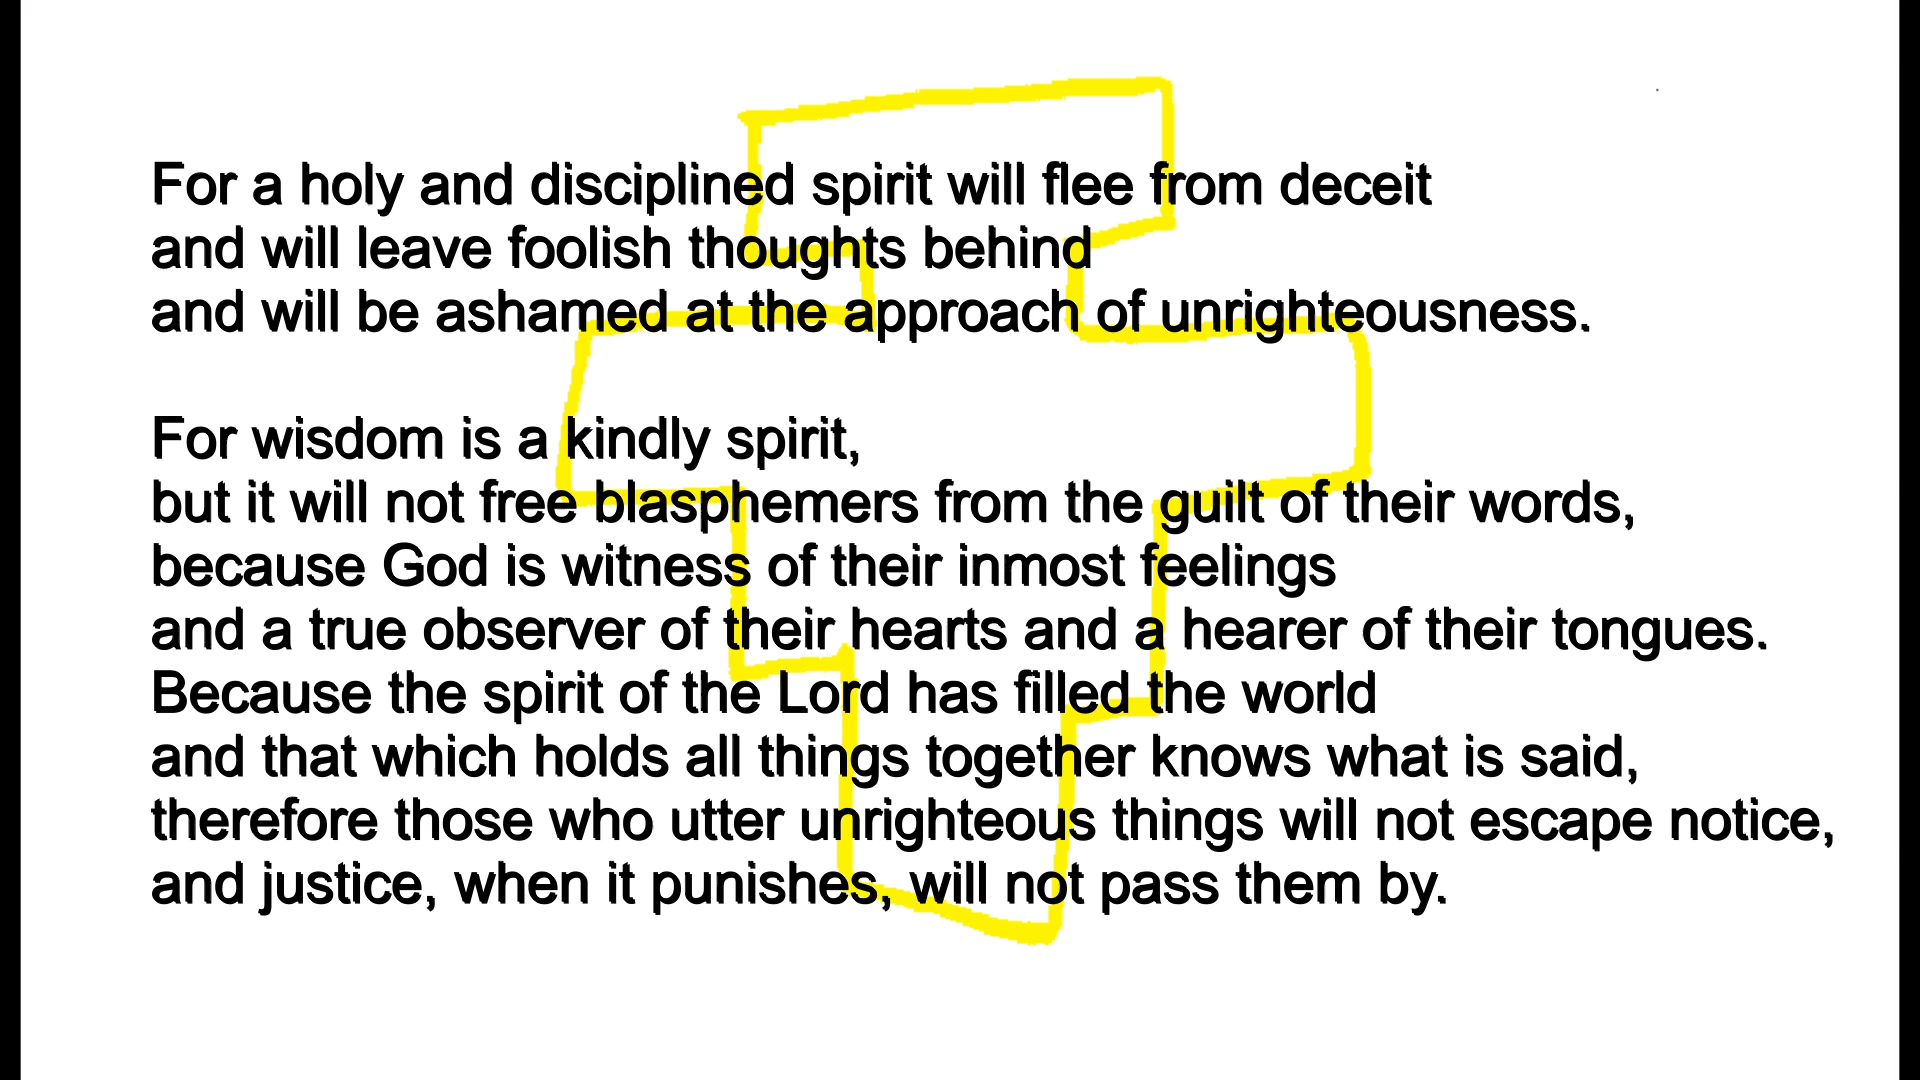 For a holy and disciplined spirit will flee from deceit
and will leave foolish thoughts behind
and will be ashamed at the approach of unrighteousness.
For wisdom is a kindly spirit,
but it will not free blasphemers from the guilt of their words,
because God is witness of their inmost feelings
and a true observer of their hearts and a hearer of their tongues.
Because the spirit of the Lord has filled the world
and that which holds all things together knows what is said,
therefore those who utter unrighteous things will not escape notice,
and justice, when it punishes, will not pass them by.